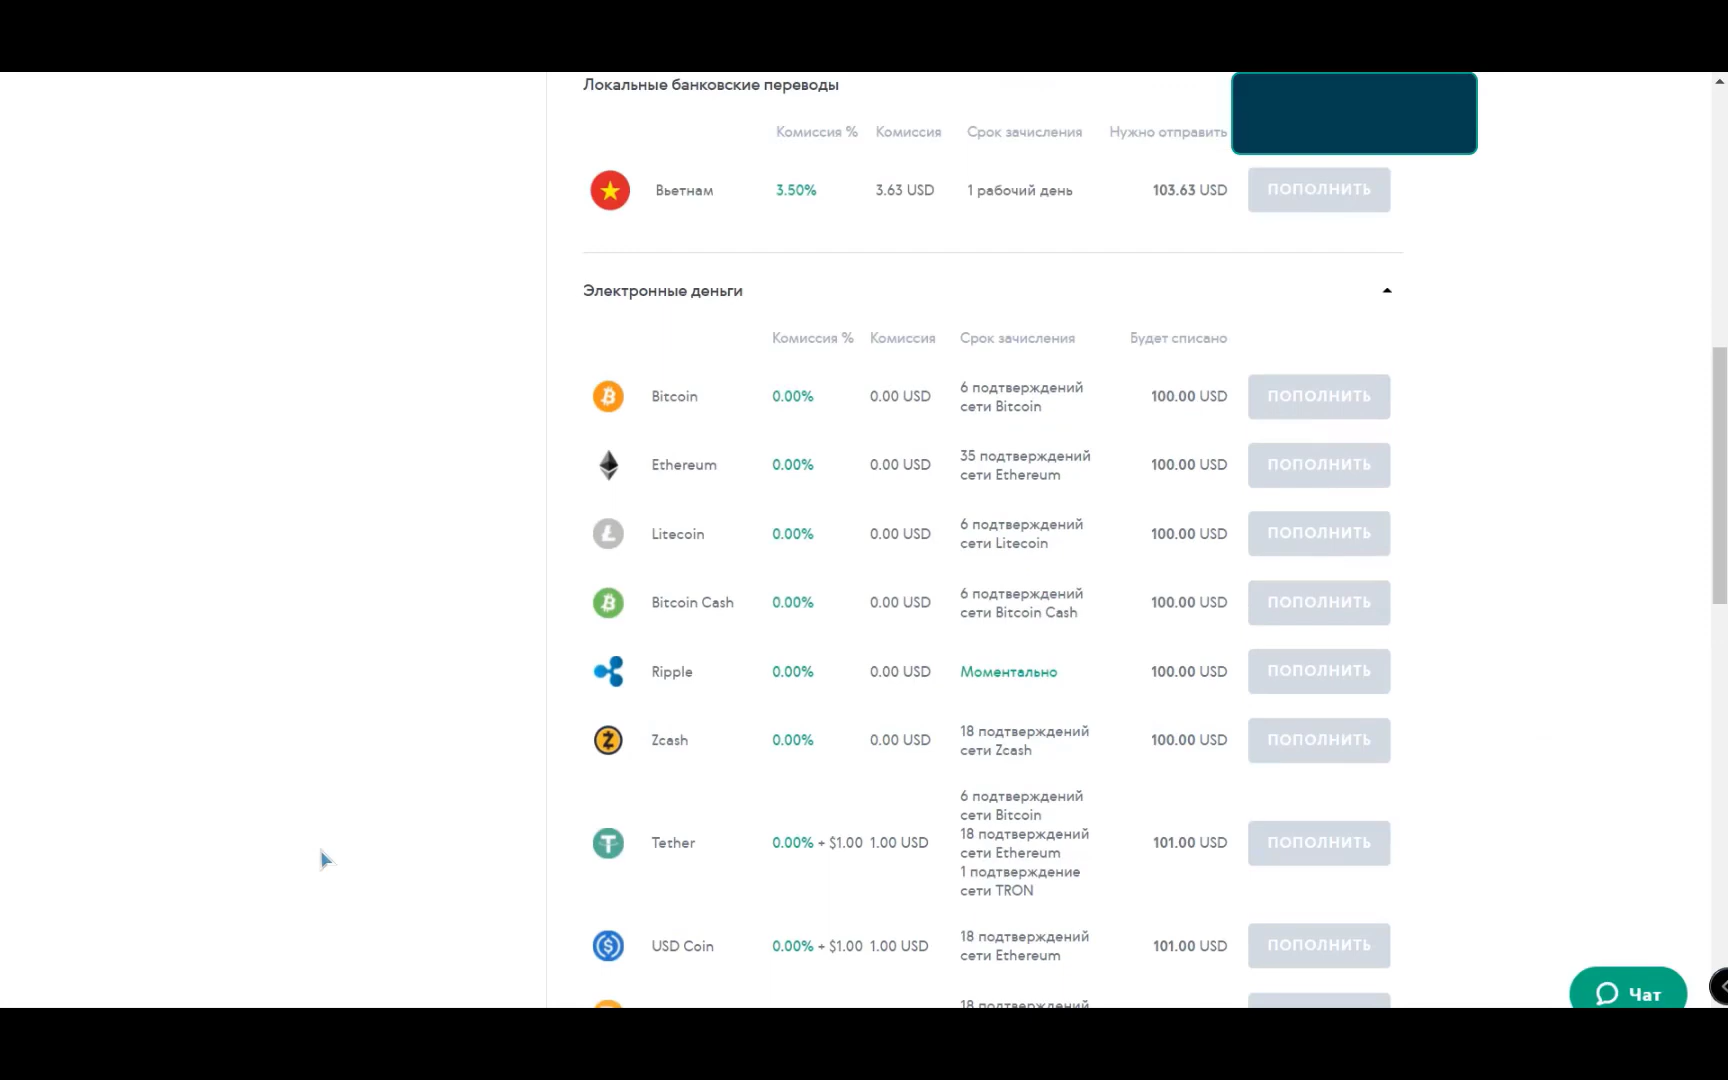 Локальные банковские переводы
Комиссия % Комиссия Срок зачисления Нужно отправить
Вьетнам 3.50% 3.63 USD 1 рабочий день 103.63 USD ПОПОЛНИТЬ
Электронные деньги
Комиссия % Комиссия Срок зачисления Будет списано
Bitcoin 0.00% 0.00 USD 6 подтверждений сети Bitcoin 100.00 USD ПОПОЛНИТЬ
Ethereum 0.00% 0.00 USD 35 подтверждений сети Ethereum 100.00 USD ПОПОЛНИТЬ
Litecoin 0.00% 0.00 USD 6 подтверждений сети Litecoin 100.00 USD ПОПОЛНИТЬ
Bitcoin Cash 0.00% 0.00 USD 6 подтверждений сети Bitcoin Cash 100.00 USD ПОПОЛНИТЬ
Ripple 0.00% 0.00 USD Моментально 100.00 USD ПОПОЛНИТЬ
Zcash 0.00% 0.00 USD 18 подтверждений сети Zcash 100.00 USD ПОПОЛНИТЬ
Tether 0.00% + $1.00 1.00 USD 6 подтверждений сети Bitcoin 18 подтверждений сети Ethereum 1 подтверждение сети TRON 101.00 USD ПОПОЛНИТЬ
USD Coin 0.00% + $1.00 1.00 USD 18 подтверждений сети Ethereum 101.00 USD ПОПОЛНИТЬ
18 подтверждений
Чат